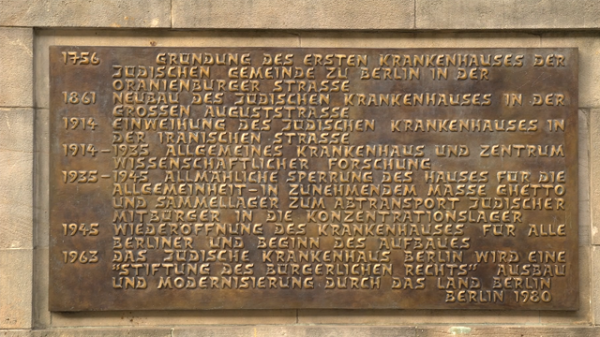 1756 GRÜNDUNG DES ERSTEN KRANKENHAUSES DER
JÜDISCHEN GEMEINDE ZU BERLIN IN DER
ORANIENBURGER STRASSE
1861 NEUBAU DES JÜDISCHEN KRANKENHAUSES IN DER
GROSSEN AUGUSTSTRASSE
1914 EINWEIHUNG DES JÜDISCHEN KRANKENHAUSES IN
DER IRANISCHEN STRASSE
1914-1935 ALLGEMEINES KRANKENHAUS UND ZENTRUM
WISSENSCHAFTLICHER FORSCHUNG
1935-1945 ALLMÄHLICHE SPERRUNG DES HAUSES FÜR DIE
ALLGEMEINHEIT-IN ZUNEHMENDEM MASSE GHETTO
UND SAMMELLAGER ZUM ABTRANSPORT JÜDISCHER
MITBÜRGER IN DIE KONZENTRATIONSLAGER
1945 WIEDERÖFFNUNG DES KRANKENHAUSES FÜR ALLE
BERLINER UND BEGINN DES AUFBAUES
1963 DAS JÜDISCHE KRANKENHAUS BERLIN WIRD EINE
"STIFTUNG DES BÜRGERLICHEN RECHTS" AUSBAU
UND MODERNISIERUNG DURCH DAS LAND BERLIN
BERLIN 1980